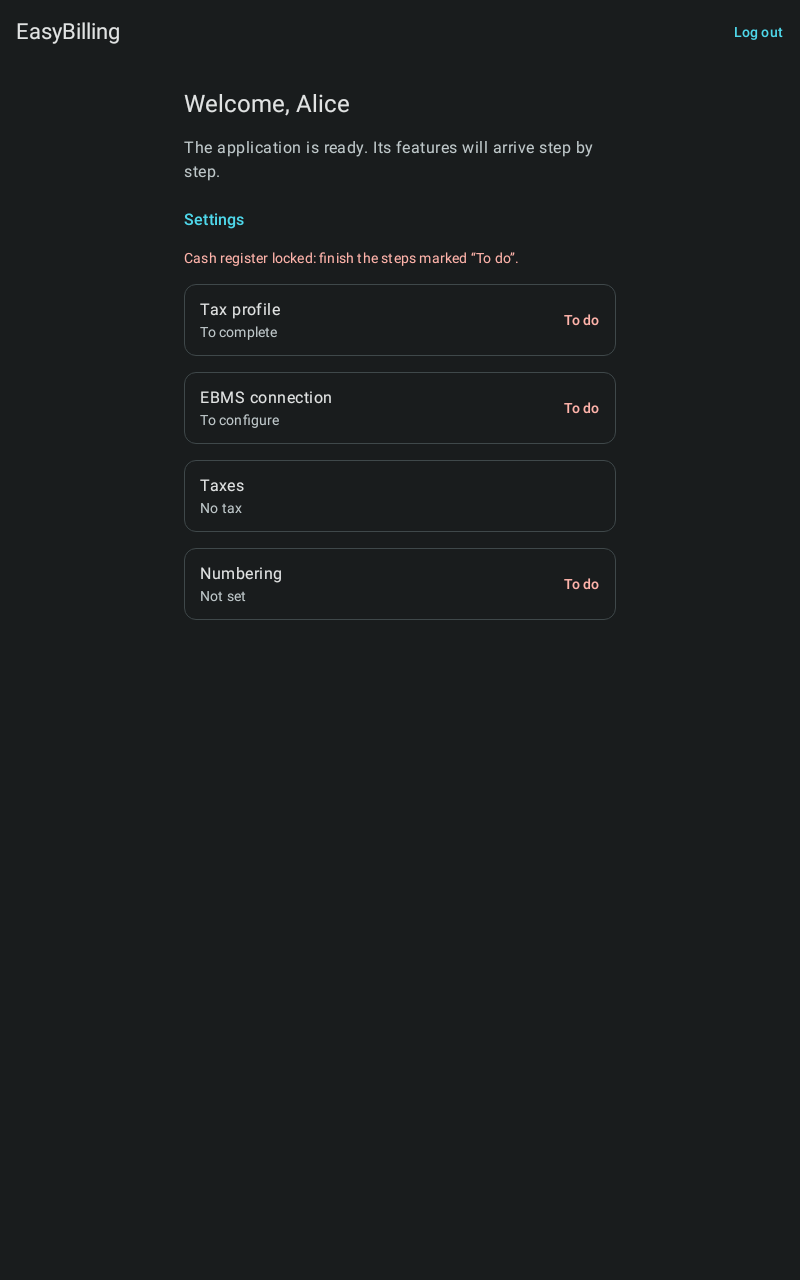 EasyBilling
Log out
Welcome, Alice
The application is ready. Its features will arrive step by
step.
Settings
Cash register locked: finish the steps marked “To do”.
Tax profile
To complete
To do
EBMS connection
To configure
To do
Taxes
No tax
Numbering
Not set
To do